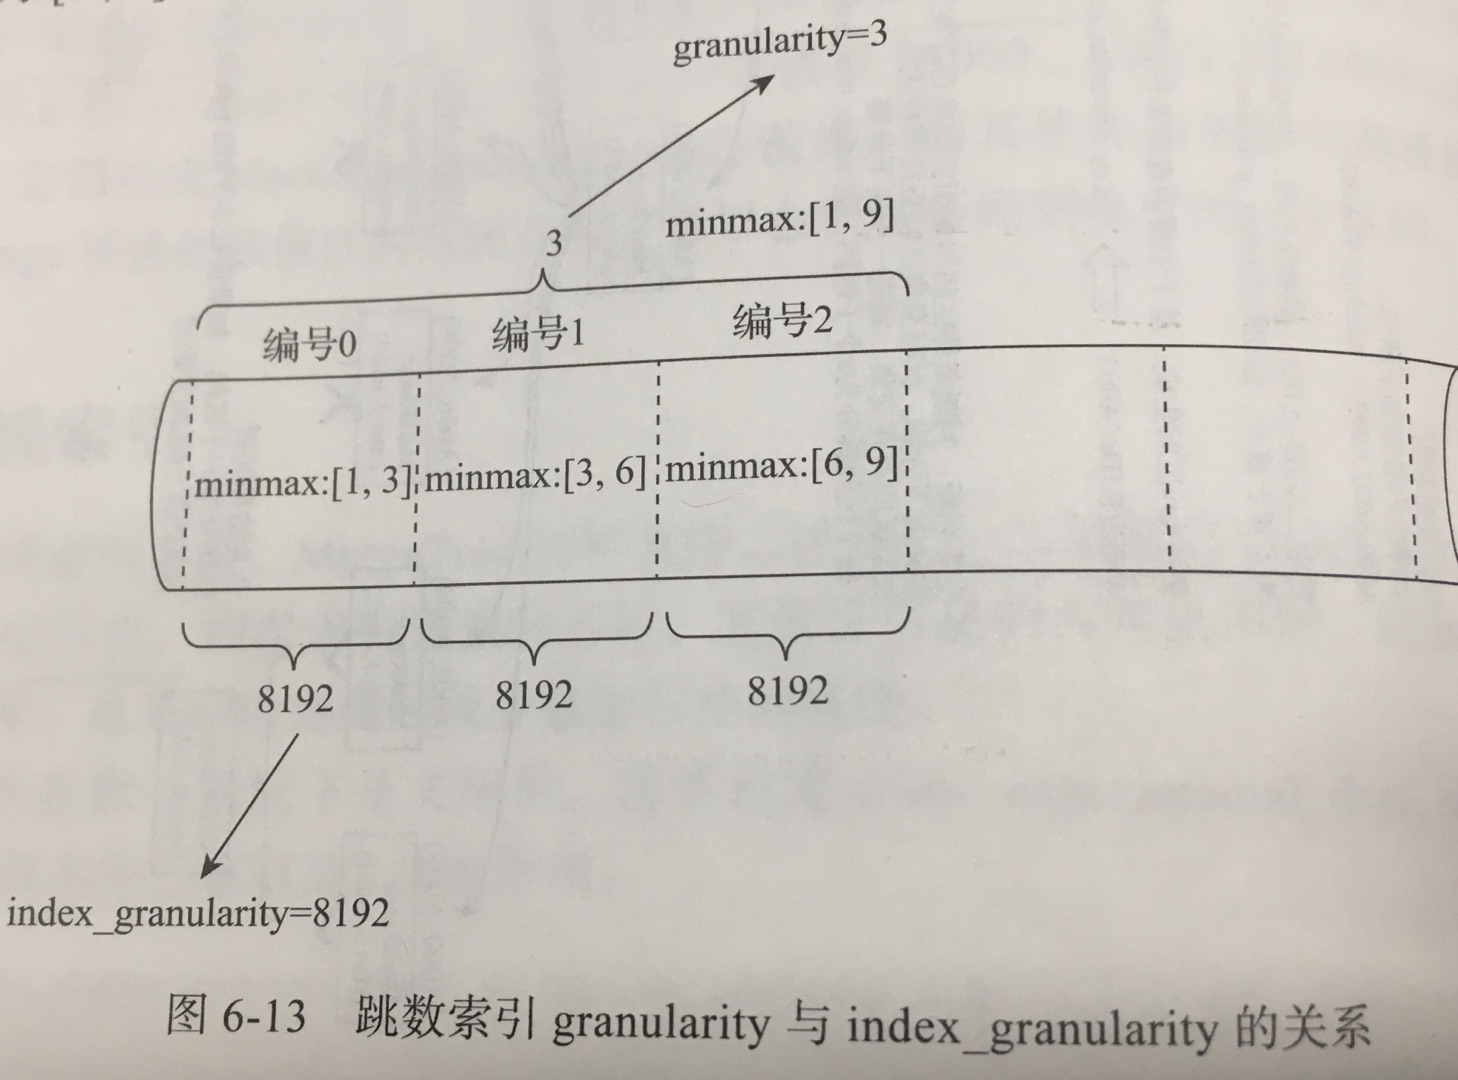 granularity=3
3
minmax:[1, 9]
编号0
编号1
编号2
minmax:[1, 3]
minmax:[3, 6]
minmax:[6, 9]
8192
8192
8192
index_granularity=8192
图 6-13 跳数索引 granularity 与 index_granularity 的关系